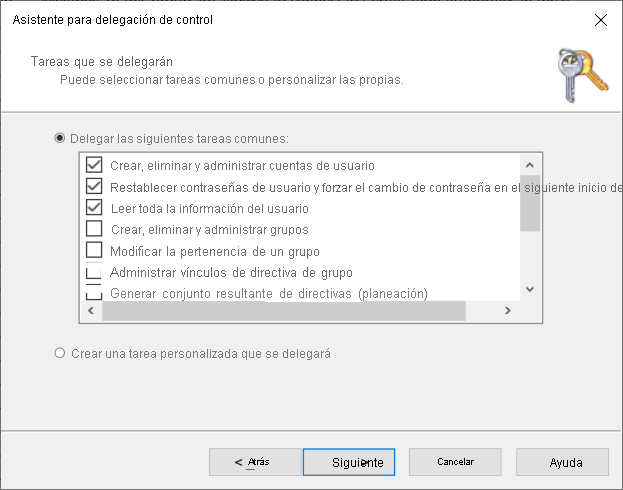 Asistente para delegación de control
Tareas que se delegarán
Puede seleccionar tareas comunes o personalizar las propias.
Delegar las siguientes tareas comunes:
Crear, eliminar y administrar cuentas de usuario
Restablecer contraseñas de usuario y forzar el cambio de contraseña en el siguiente inicio de
Leer toda la información del usuario
Crear, eliminar y administrar grupos
Modificar la pertenencia de un grupo
Administrar vínculos de directiva de grupo
Generar conjunto resultante de directivas (planeación)
Crear una tarea personalizada que se delegará
< Atrás
Siguiente >
Cancelar
Ayuda